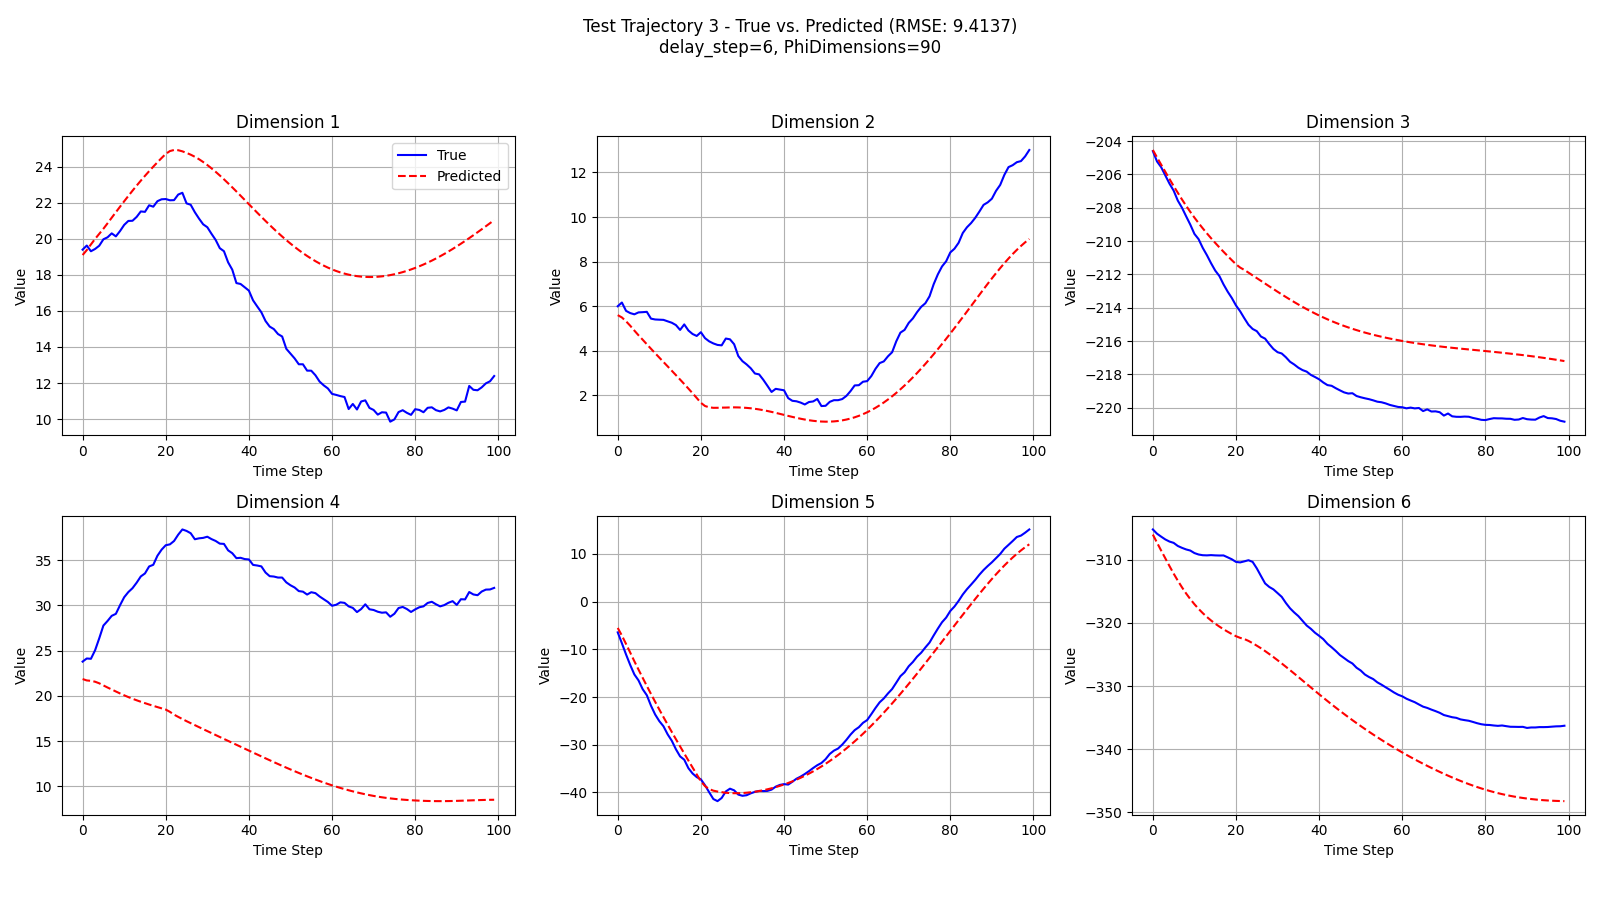 Test Trajectory 3 - True vs. Predicted (RMSE: 9.4137)
delay_step=6, PhiDimensions=90
Dimension 1
24
22
20
18
16
14
12
10
Value
0 20 40 60 80 100
Time Step
True
Predicted
Dimension 2
12
10
8
6
4
2
Value
0 20 40 60 80 100
Time Step
Dimension 3
−204
−206
−208
−210
−212
−214
−216
−218
−220
Value
0 20 40 60 80 100
Time Step
Dimension 4
35
30
25
20
15
10
Value
0 20 40 60 80 100
Time Step
Dimension 5
10
0
−10
−20
−30
−40
Value
0 20 40 60 80 100
Time Step
Dimension 6
−310
−320
−330
−340
−350
Value
0 20 40 60 80 100
Time Step